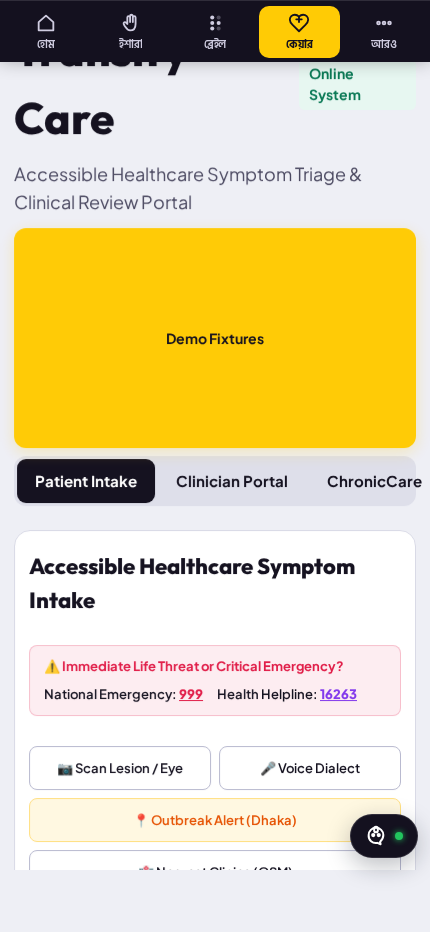 হোম
ইশারা
ব্রেইল
কেয়ার
আরও
Online
System
Care
Accessible Healthcare Symptom Triage &
Clinical Review Portal
Demo Fixtures
Patient Intake
Clinician Portal
ChronicCare
Accessible Healthcare Symptom
Intake
⚠️ Immediate Life Threat or Critical Emergency?
National Emergency: 999 Health Helpline: 16263
📷 Scan Lesion / Eye
🎤 Voice Dialect
📍 Outbreak Alert (Dhaka)